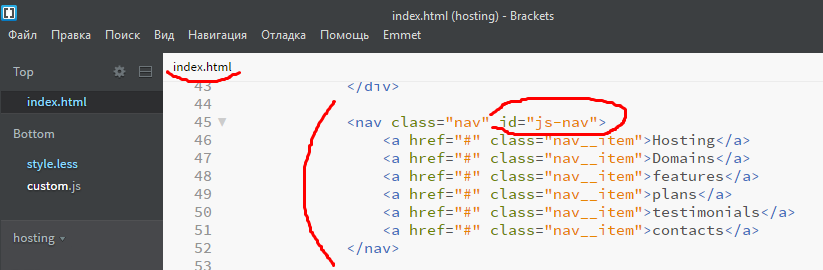 index.html (hosting) - Brackets
Файл Правка Поиск Вид Навигация Отладка Помощь Emmet
Top
index.html
Bottom
style.less
custom.js
hosting
index.html
43 </div>
44
45 <nav class="nav" id="js-nav">
46 <a href="#" class="nav__item">Hosting</a>
47 <a href="#" class="nav__item">Domains</a>
48 <a href="#" class="nav__item">features</a>
49 <a href="#" class="nav__item">plans</a>
50 <a href="#" class="nav__item">testimonials</a>
51 <a href="#" class="nav__item">contacts</a>
52 </nav>
53